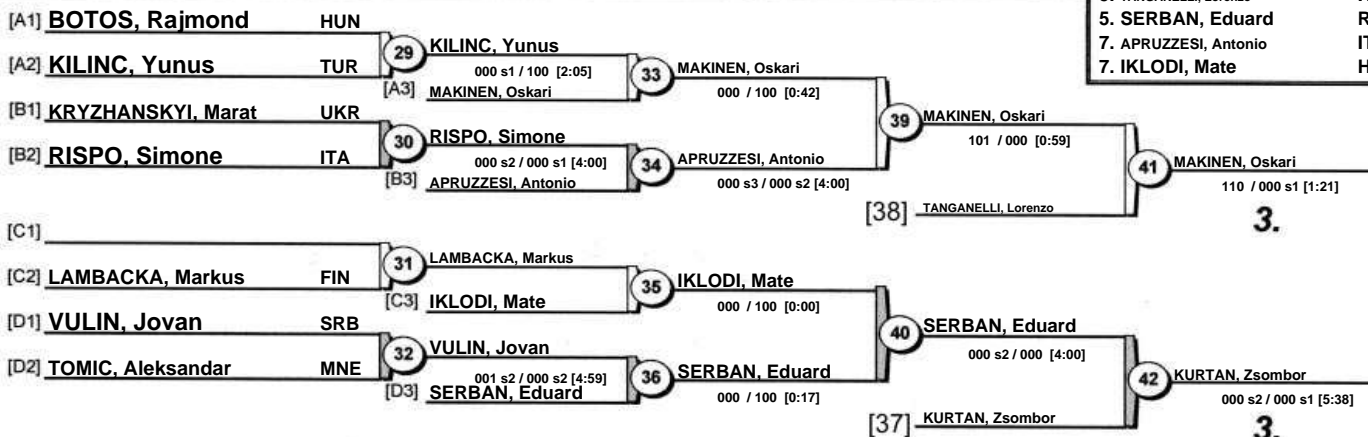 5. SERBAN, Eduard R
7. APRUZZESI, Antonio IT
7. IKLODI, Mate H
[A1] BOTOS, Rajmond HUN
29 KILINC, Yunus
000 s1 / 100 [2:05]
[A2] KILINC, Yunus TUR
[A3] MAKINEN, Oskari
33 MAKINEN, Oskari
000 / 100 [0:42]
[B1] KRYZHANSKYI, Marat UKR
30 RISPO, Simone
000 s2 / 000 s1 [4:00]
[B2] RISPO, Simone ITA
[B3] APRUZZESI, Antonio
34 APRUZZESI, Antonio
000 s3 / 000 s2 [4:00]
39 MAKINEN, Oskari
101 / 000 [0:59]
[38] TANGANELLI, Lorenzo
41 MAKINEN, Oskari
110 / 000 s1 [1:21]
3.
[C1]
31 LAMBACKA, Markus
[C2] LAMBACKA, Markus FIN
[C3] IKLODI, Mate
35 IKLODI, Mate
000 / 100 [0:00]
[D1] VULIN, Jovan SRB
32 VULIN, Jovan
001 s2 / 000 s2 [4:59]
[D2] TOMIC, Aleksandar MNE
[D3] SERBAN, Eduard
36 SERBAN, Eduard
000 / 100 [0:17]
40 SERBAN, Eduard
000 s2 / 000 [4:00]
[37] KURTAN, Zsombor
42 KURTAN, Zsombor
000 s2 / 000 s1 [5:38]
3.